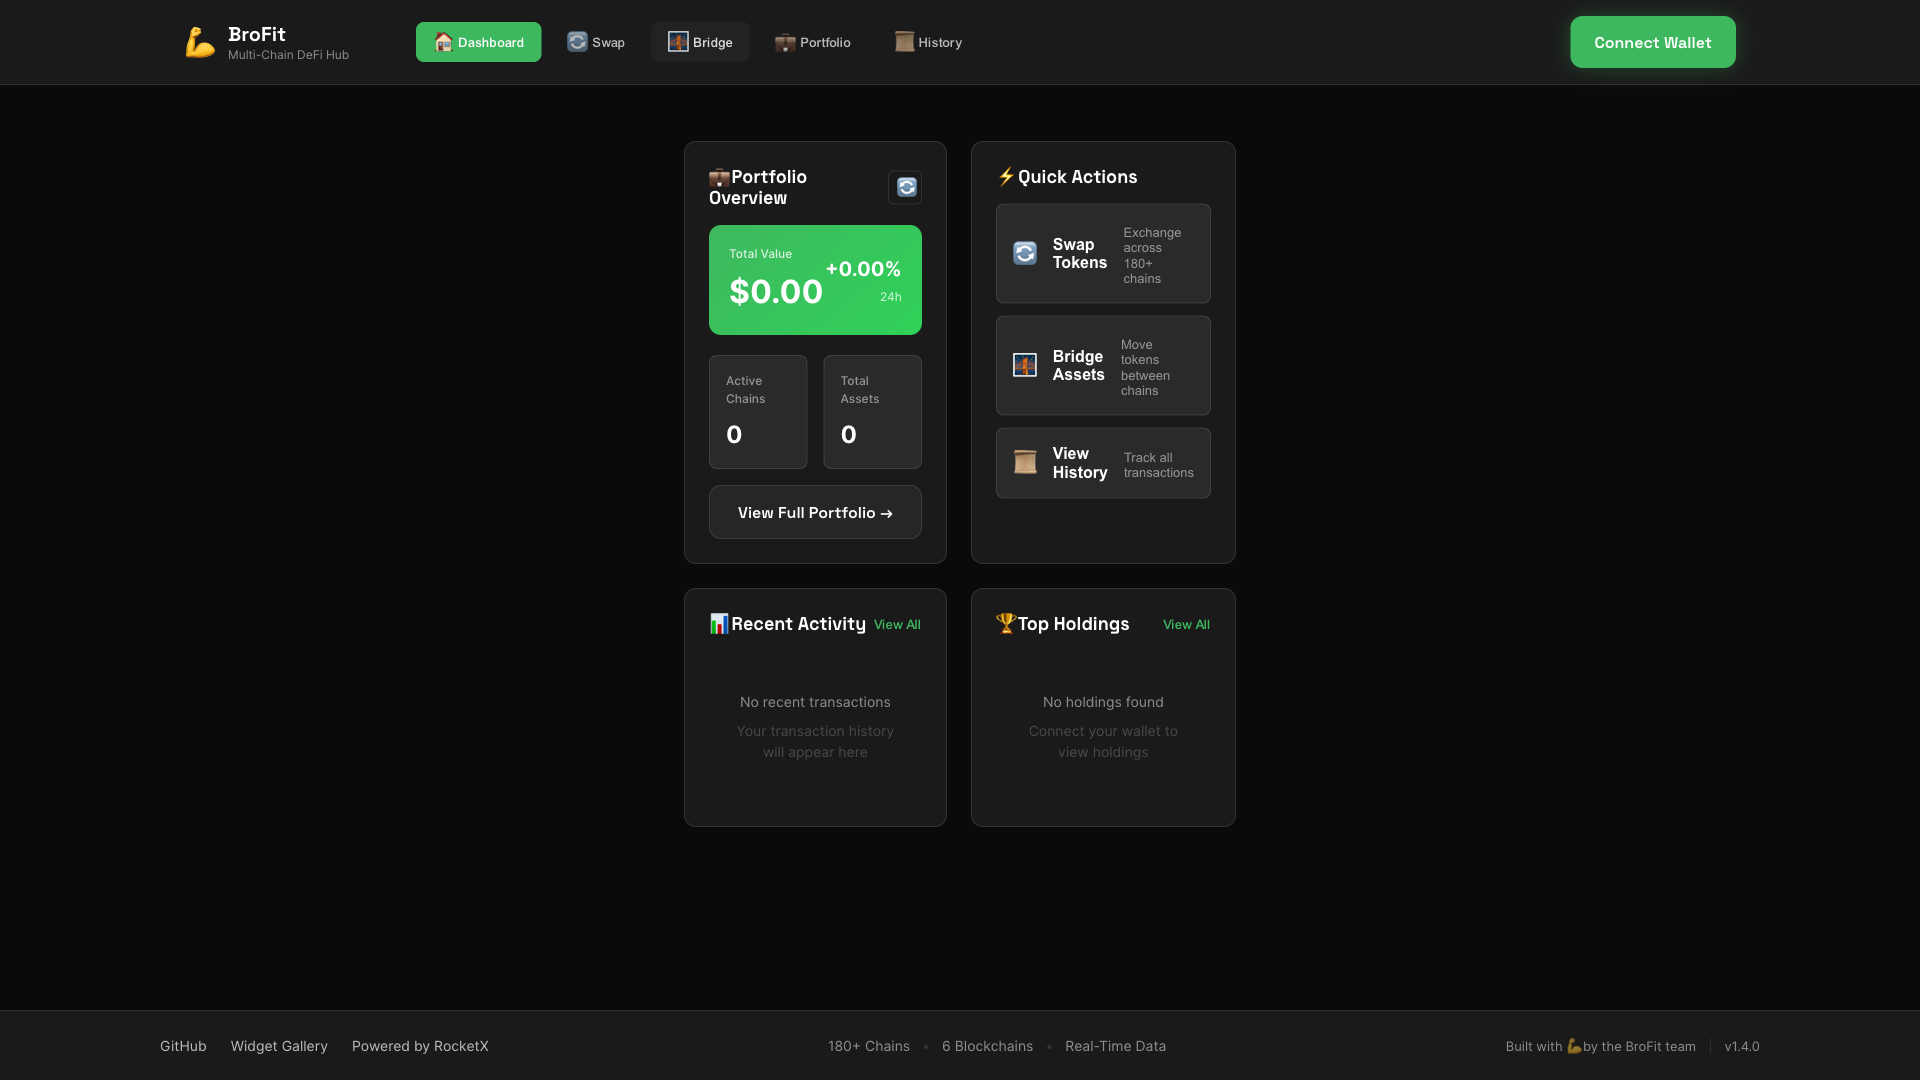 BroFit
Multi-Chain DeFi Hub
Dashboard
Swap
Bridge
Portfolio
History
Connect Wallet
Portfolio
Overview
Total Value
$0.00
+0.00%
24h
Active
Chains
0
Total
Assets
0
View Full Portfolio →
Quick Actions
Swap
Tokens
Exchange
across
180+
chains
Bridge
Assets
Move
tokens
between
chains
View
History
Track all
transactions
Recent Activity
View All
No recent transactions
Your transaction history
will appear here
Top Holdings
View All
No holdings found
Connect your wallet to
view holdings
GitHub
Widget Gallery
Powered by RocketX
180+ Chains • 6 Blockchains • Real-Time Data
Built with 💪by the BroFit team
v1.4.0